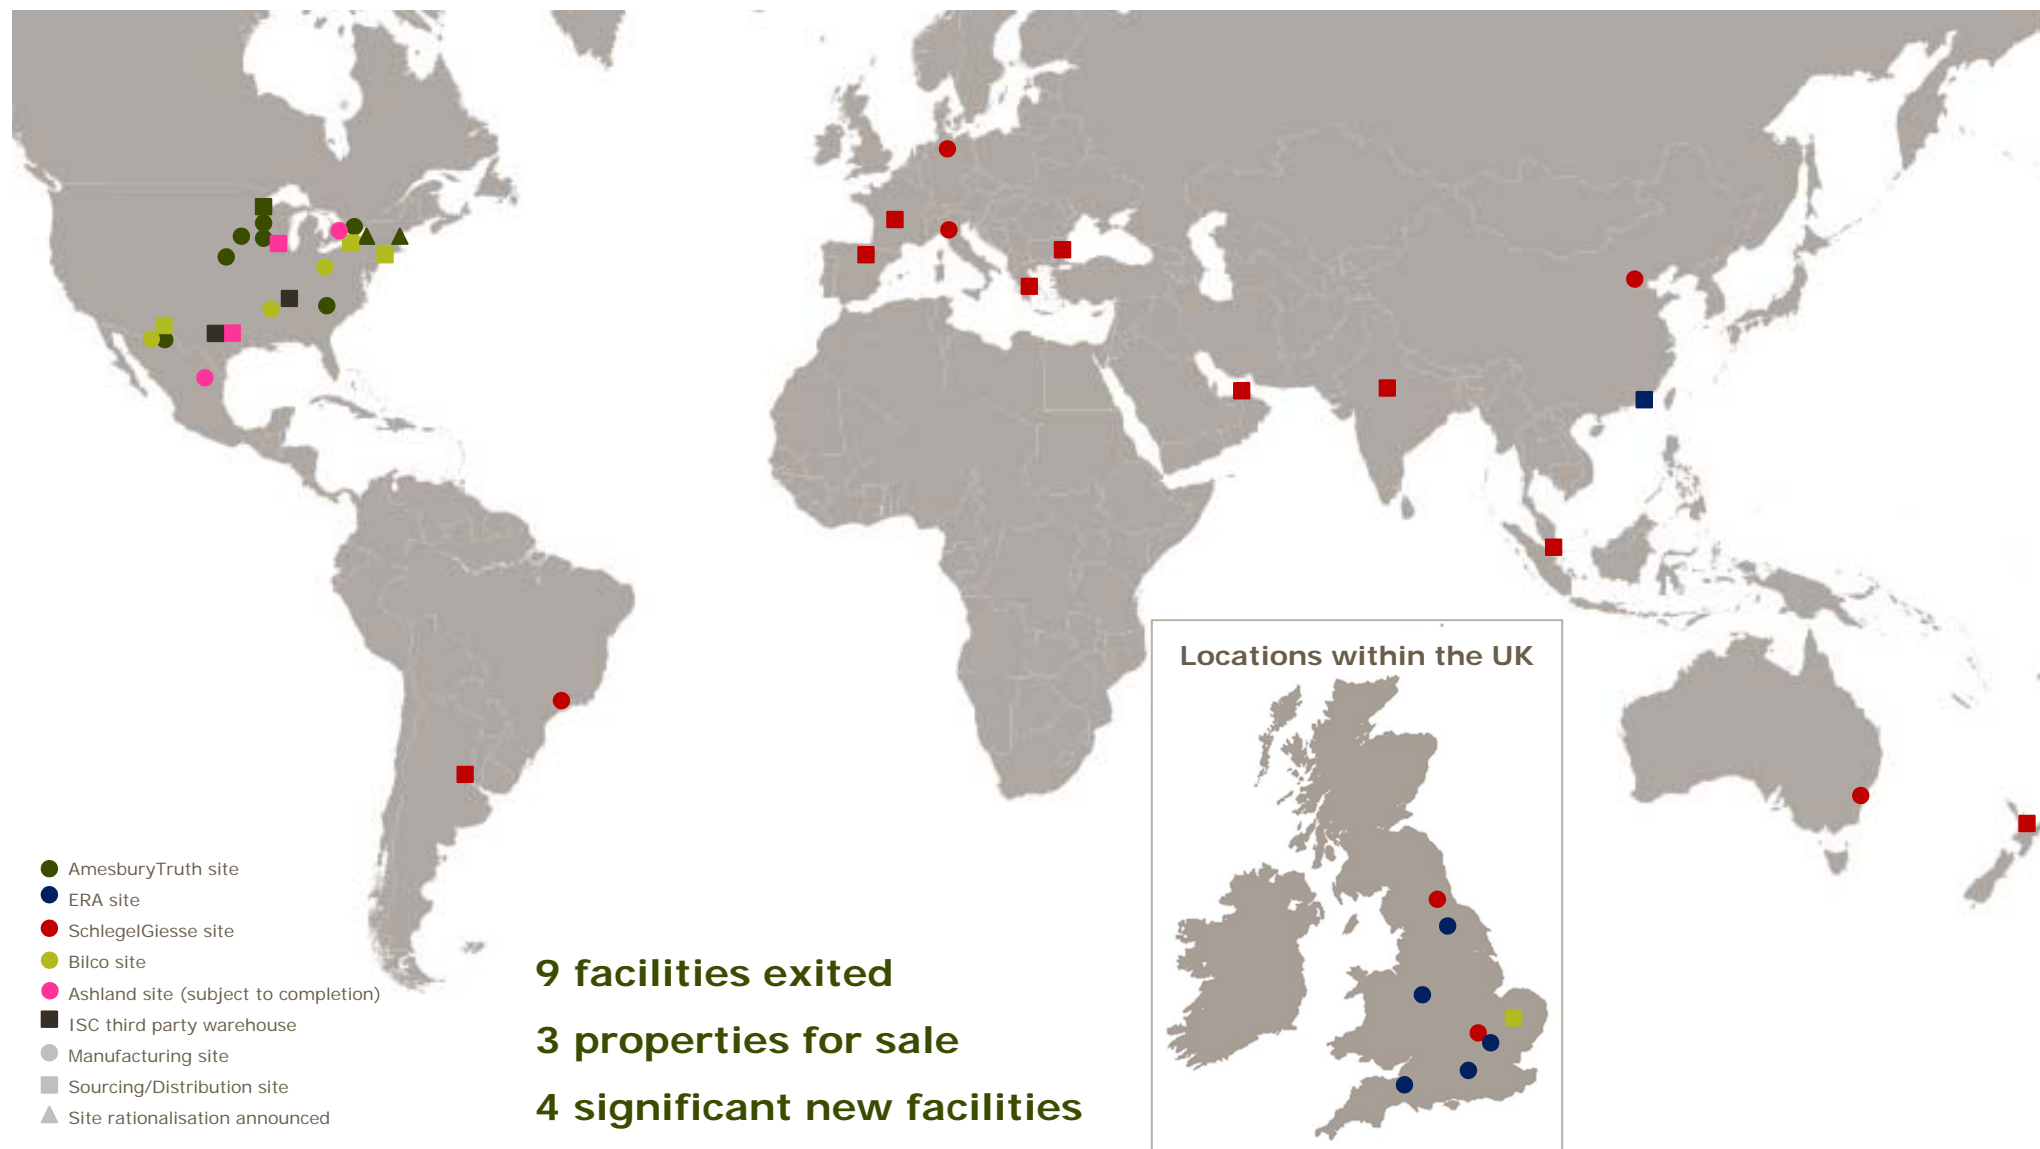 Locations within the UK
AmesburyTruth site
ERA site
SchlegelGiesse site
Bilco site
Ashland site (subject to completion)
ISC third party warehouse
Manufacturing site
Sourcing/Distribution site
Site rationalisation announced
9 facilities exited
3 properties for sale
4 significant new facilities